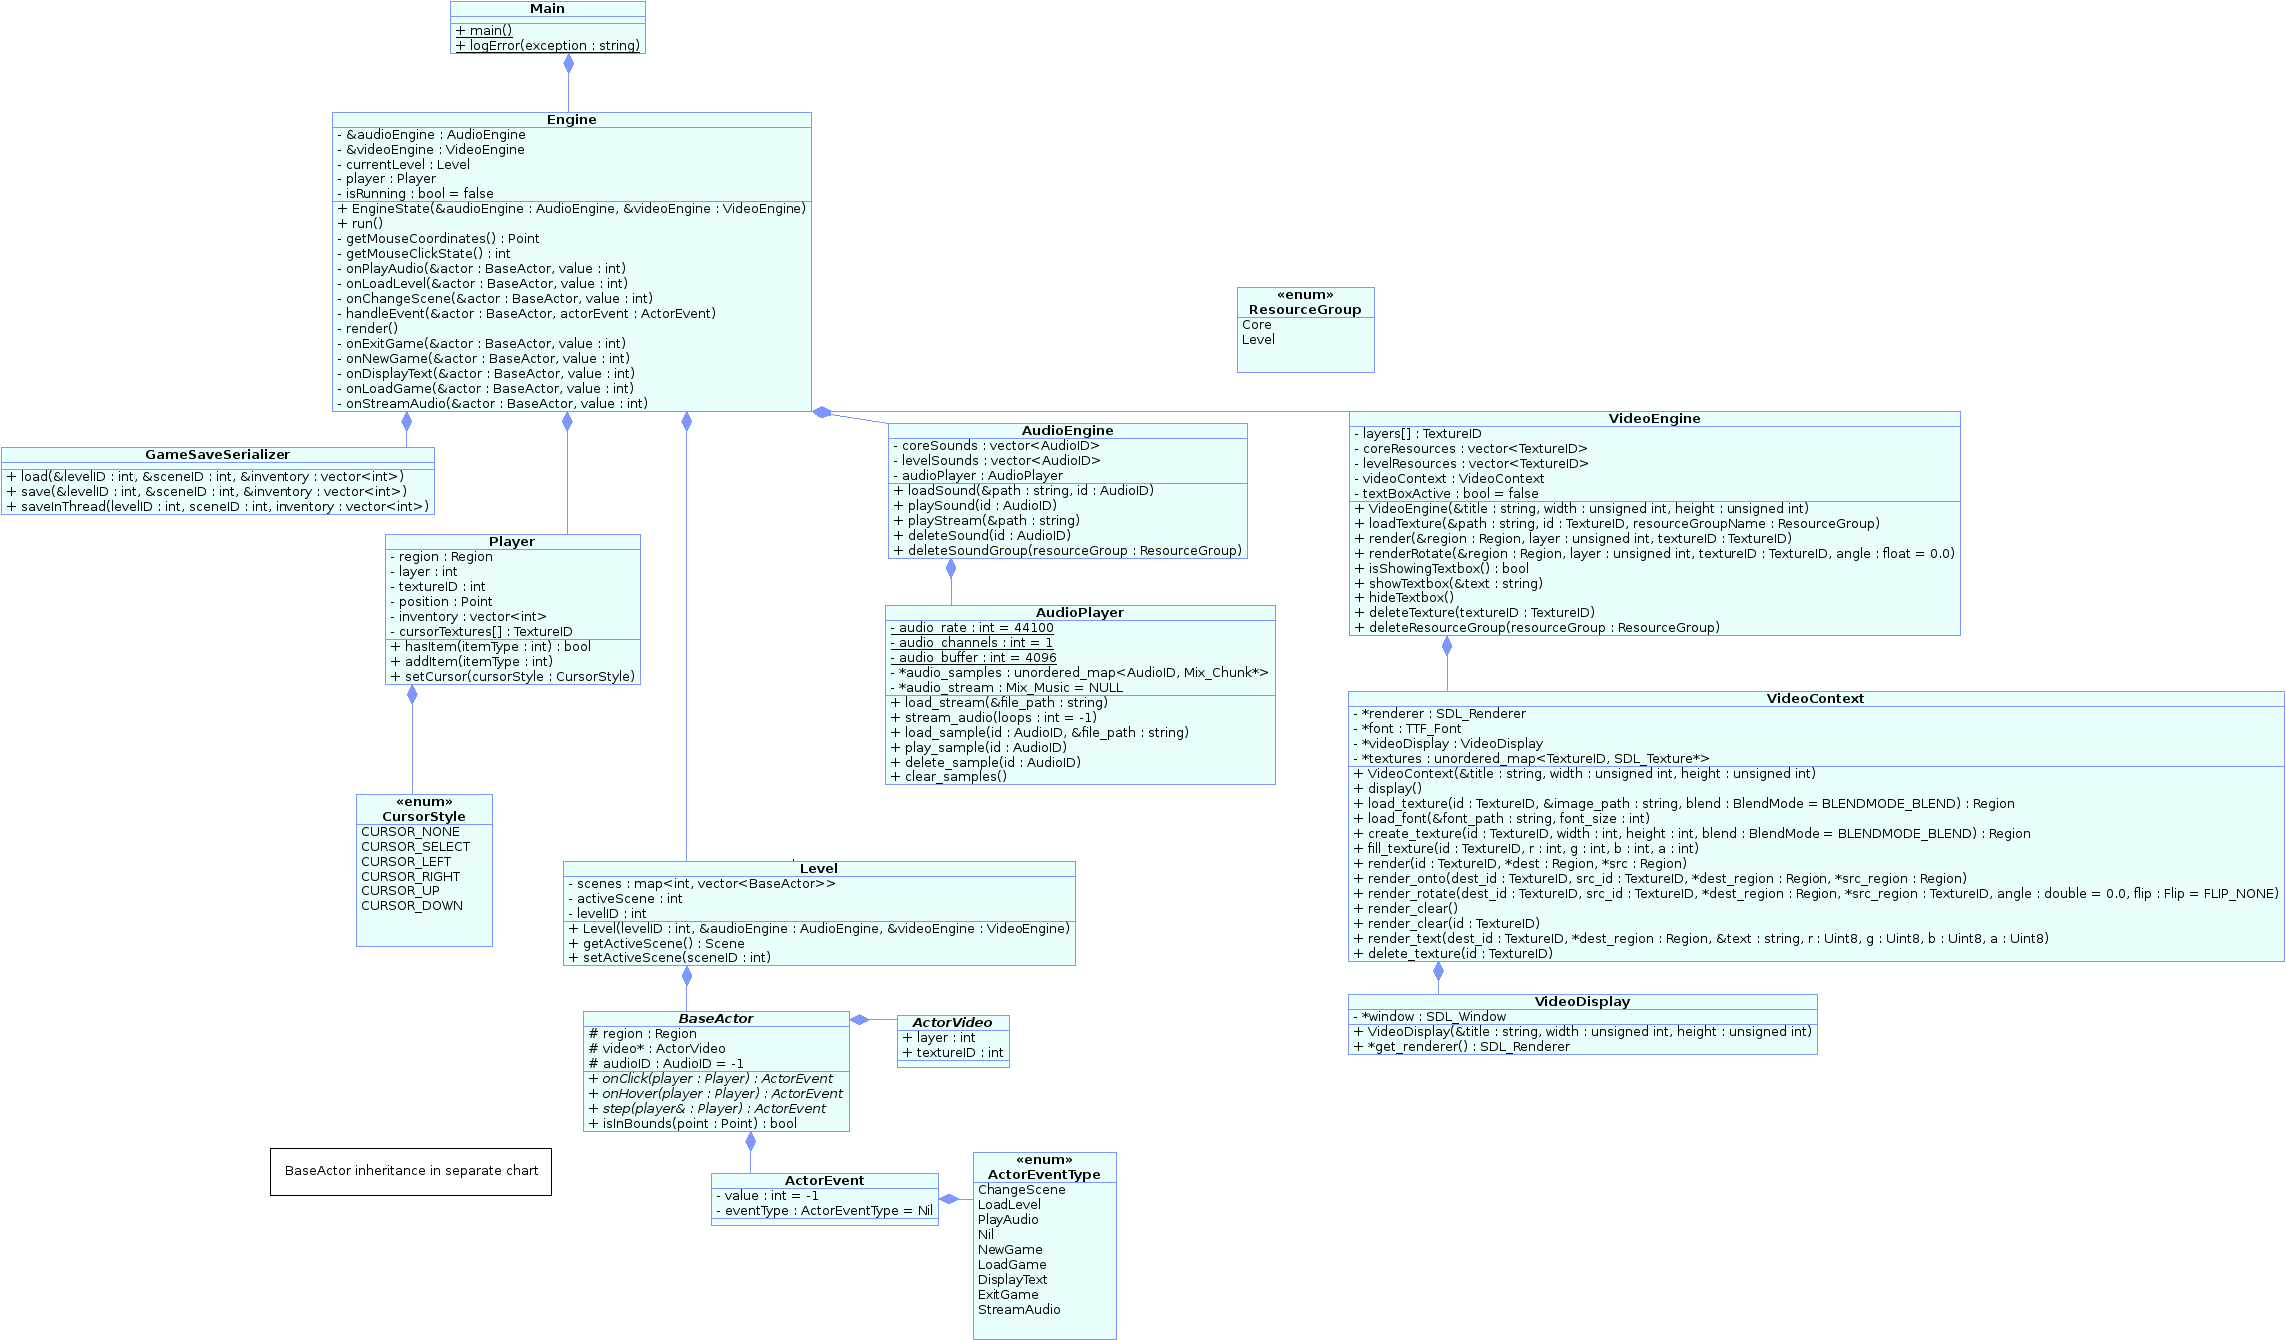 Main
+ main()
+ logError(exception : string)
Engine
- &audioEngine : AudioEngine
- &videoEngine : VideoEngine
- currentLevel : Level
- player : Player
- isRunning : bool = false
+ EngineState(&audioEngine : AudioEngine, &videoEngine : VideoEngine)
+ run()
- getMouseCoordinates() : Point
- getMouseClickState() : int
- onPlayAudio(&actor : BaseActor, value : int)
- onLoadLevel(&actor : BaseActor, value : int)
- onChangeScene(&actor : BaseActor, value : int)
- handleEvent(&actor : BaseActor, actorEvent : ActorEvent)
- render()
- onExitGame(&actor : BaseActor, value : int)
- onNewGame(&actor : BaseActor, value : int)
- onDisplayText(&actor : BaseActor, value : int)
- onLoadGame(&actor : BaseActor, value : int)
- onStreamAudio(&actor : BaseActor, value : int)
«enum»
ResourceGroup
Core
Level
GameSaveSerializer
+ load(&levelID : int, &sceneID : int, &inventory : vector<int>)
+ save(&levelID : int, &sceneID : int, &inventory : vector<int>)
+ saveInThread(levelID : int, sceneID : int, inventory : vector<int>)
Player
- region : Region
- layer : int
- textureID : int
- position : Point
- inventory : vector<int>
- cursorTextures[] : TextureID
+ hasItem(itemType : int) : bool
+ addItem(itemType : int)
+ setCursor(cursorStyle : CursorStyle)
«enum»
CursorStyle
CURSOR_NONE
CURSOR_SELECT
CURSOR_LEFT
CURSOR_RIGHT
CURSOR_UP
CURSOR_DOWN
AudioEngine
- coreSounds : vector<AudioID>
- levelSounds : vector<AudioID>
- audioPlayer : AudioPlayer
+ loadSound(&path : string, id : AudioID)
+ playSound(id : AudioID)
+ playStream(&path : string)
+ deleteSound(id : AudioID)
+ deleteSoundGroup(resourceGroup : ResourceGroup)
AudioPlayer
- audio_rate : int = 44100
- audio_channels : int = 1
- audio_buffer : int = 4096
- *audio_samples : unordered_map<AudioID, Mix_Chunk*>
- *audio_stream : Mix_Music = NULL
+ load_stream(&file_path : string)
+ stream_audio(loops : int = -1)
+ load_sample(id : AudioID, &file_path : string)
+ play_sample(id : AudioID)
+ delete_sample(id : AudioID)
+ clear_samples()
VideoEngine
- layers[] : TextureID
- coreResources : vector<TextureID>
- levelResources : vector<TextureID>
- videoContext : VideoContext
- textBoxActive : bool = false
+ VideoEngine(&title : string, width : unsigned int, height : unsigned int)
+ loadTexture(&path : string, id : TextureID, resourceGroupName : ResourceGroup)
+ render(&region : Region, layer : unsigned int, textureID : TextureID)
+ renderRotate(&region : Region, layer : unsigned int, textureID : TextureID, angle : float = 0.0)
+ isShowingTextbox() : bool
+ showTextbox(&text : string)
+ hideTextbox()
+ deleteTexture(textureID : TextureID)
+ deleteResourceGroup(resourceGroup : ResourceGroup)
VideoContext
- *renderer : SDL_Renderer
- *font : TTF_Font
- *videoDisplay : VideoDisplay
- *textures : unordered_map<TextureID, SDL_Texture*>
+ VideoContext(&title : string, width : unsigned int, height : unsigned int)
+ display()
+ load_texture(id : TextureID, &image_path : string, blend : BlendMode = BLENDMODE_BLEND) : Region
+ load_font(&font_path : string, font_size : int)
+ create_texture(id : TextureID, width : int, height : int, blend : BlendMode = BLENDMODE_BLEND) : Region
+ fill_texture(id : TextureID, r : int, g : int, b : int, a : int)
+ render(id : TextureID, *dest : Region, *src : Region)
+ render_onto(dest_id : TextureID, src_id : TextureID, *dest_region : Region, *src_region : Region)
+ render_rotate(dest_id : TextureID, src_id : TextureID, *dest_region : Region, *src_region : TextureID, angle : double = 0.0, flip : Flip = FLIP_NONE)
+ render_clear()
+ render_clear(id : TextureID)
+ render_text(dest_id : TextureID, *dest_region : Region, &text : string, r : Uint8, g : Uint8, b : Uint8, a : Uint8)
+ delete_texture(id : TextureID)
VideoDisplay
- *window : SDL_Window
+ VideoDisplay(&title : string, width : unsigned int, height : unsigned int)
+ *get_renderer() : SDL_Renderer
Level
- scenes : map<int, vector<BaseActor>>
- activeScene : int
- levelID : int
+ Level(levelID : int, &audioEngine : AudioEngine, &videoEngine : VideoEngine)
+ getActiveScene() : Scene
+ setActiveScene(sceneID : int)
BaseActor
# region : Region
# video* : ActorVideo
# audioID : AudioID = -1
+ onClick(player : Player) : ActorEvent
+ onHover(player : Player) : ActorEvent
+ step(player& : Player) : ActorEvent
+ isInBounds(point : Point) : bool
ActorVideo
+ layer : int
+ textureID : int
BaseActor inheritance in separate chart
ActorEvent
- value : int = -1
- eventType : ActorEventType = Nil
«enum»
ActorEventType
ChangeScene
LoadLevel
PlayAudio
Nil
NewGame
LoadGame
DisplayText
ExitGame
StreamAudio